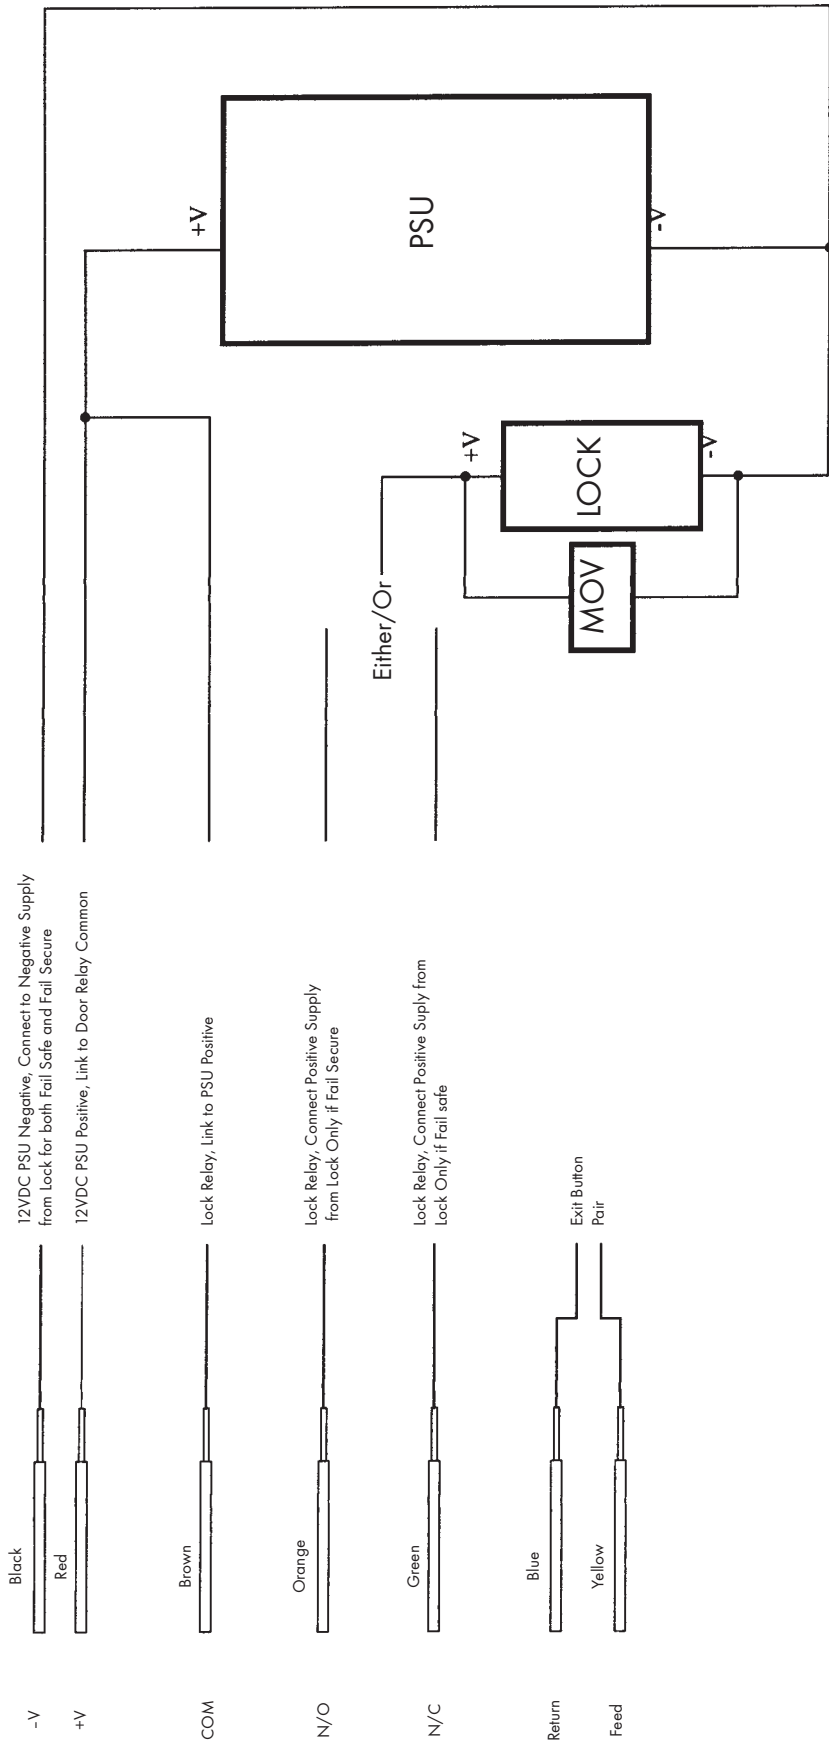 -V
Black
12VDC PSU Negative, Connect to Negative Supply
from Lock for both Fail Safe and Fail Secure
+V
Red
12VDC PSU Positive, Link to Door Relay Common
COM
Brown
Lock Relay, Link to PSU Positive
N/O
Orange
Lock Relay, Connect Positive Supply
from Lock Only if Fail Secure
N/C
Green
Lock Relay, Connect Positive Suply from
Lock Only if Fail safe
Return
Blue
Exit Button
Pair
Feed
Yellow
Either/Or
+V
PSU
-V
+V
LOCK
-V
MOV